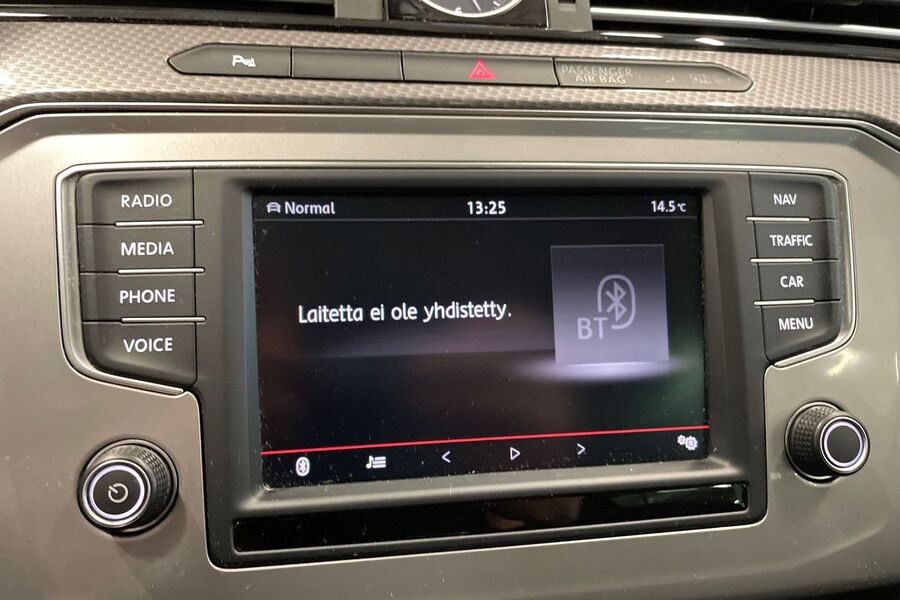 P
PASSENGER
AIR BAG
RADIO
MEDIA
PHONE
VOICE
Normal
13:25
14.5°C
Laitetta ei ole yhdistetty.
BT
NAV
TRAFFIC
CAR
MENU